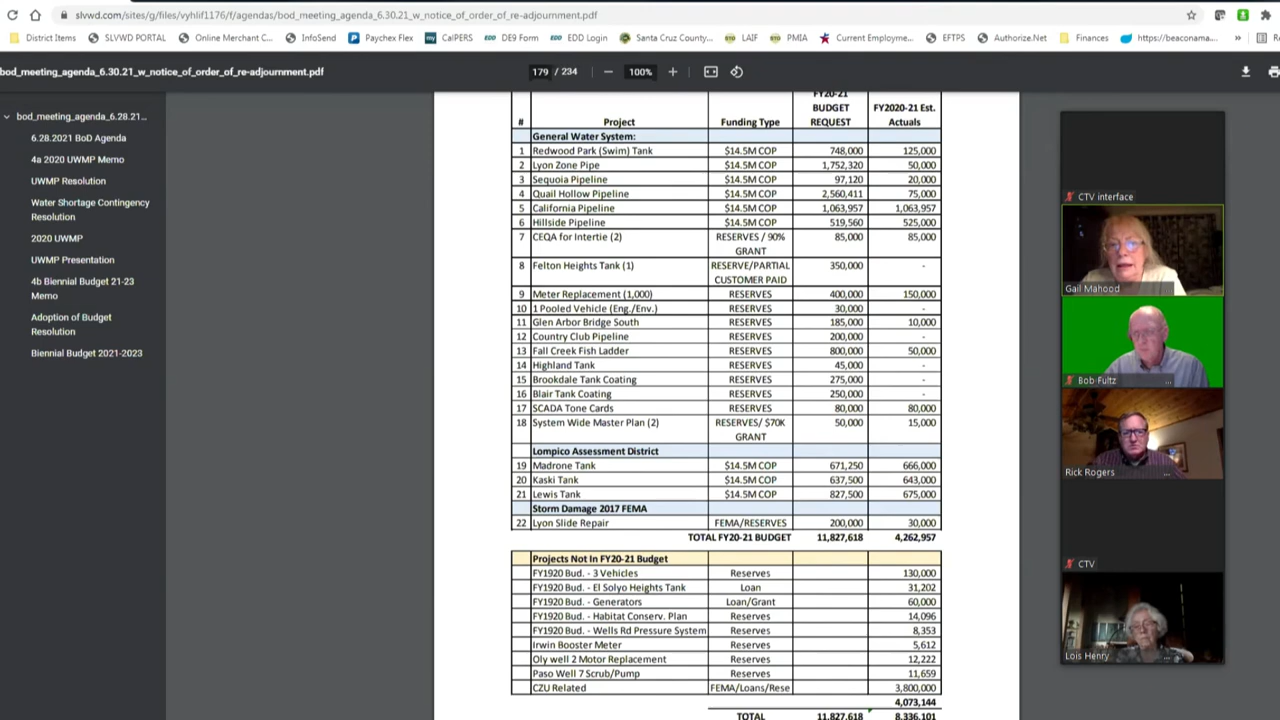 slvwd.com/sites/g/files/vyhlif1176/f/agendas/bod_meeting_agenda_6.30.21_w_notice_of_order_of_re-adjournment.pdf
District Items SLVWD PORTAL Online Merchant C... InfoSend Paychex Flex CalPERS DE9 Form EDD Login Santa Cruz County... LAIF PMIA Current Employme... EFTPS Authorize.Net Finances https://beaconama.... »
bod_meeting_agenda_6.30.21_w_notice_of_order_of_re-adjournment.pdf 179 / 234 100%
bod_meeting_agenda_6.28.21...
6.28.2021 BoD Agenda
4a 2020 UWMP Memo
UWMP Resolution
Water Shortage Contingency
Resolution
2020 UWMP
UWMP Presentation
4b Biennial Budget 21-23
Memo
Adoption of Budget
Resolution
Biennial Budget 2021-2023
FY20-21
BUDGET FY2020-21 Est.
# Project Funding Type REQUEST Actuals
General Water System:
1 Redwood Park (Swim) Tank $14.5M COP 748,000 125,000
2 Lyon Zone Pipe $14.5M COP 1,752,320 50,000
3 Sequoia Pipeline $14.5M COP 97,120 20,000
4 Quail Hollow Pipeline $14.5M COP 2,560,411 75,000
5 California Pipeline $14.5M COP 1,063,957 1,063,957
6 Hillside Pipeline $14.5M COP 519,560 525,000
7 CEQA for Intertie (2) RESERVES / 90% 85,000 85,000
GRANT
8 Felton Heights Tank (1) RESERVE/PARTIAL 350,000 -
CUSTOMER PAID
9 Meter Replacement (1,000) RESERVES 400,000 150,000
10 1 Pooled Vehicle (Eng./Env.) RESERVES 30,000 -
11 Glen Arbor Bridge South RESERVES 185,000 10,000
12 Country Club Pipeline RESERVES 200,000 -
13 Fall Creek Fish Ladder RESERVES 800,000 50,000
14 Highland Tank RESERVES 45,000 -
15 Brookdale Tank Coating RESERVES 275,000 -
16 Blair Tank Coating RESERVES 250,000 -
17 SCADA Tone Cards RESERVES 80,000 80,000
18 System Wide Master Plan (2) RESERVES/ $70K 50,000 15,000
GRANT
Lompico Assessment District
19 Madrone Tank $14.5M COP 671,250 666,000
20 Kaski Tank $14.5M COP 637,500 643,000
21 Lewis Tank $14.5M COP 827,500 675,000
Storm Damage 2017 FEMA
22 Lyon Slide Repair FEMA/RESERVES 200,000 30,000
TOTAL FY20-21 BUDGET 11,827,618 4,262,957
Projects Not In FY20-21 Budget
FY1920 Bud. - 3 Vehicles Reserves 130,000
FY1920 Bud. - El Solyo Heights Tank Loan 31,202
FY1920 Bud. - Generators Loan/Grant 60,000
FY1920 Bud. - Habitat Conserv. Plan Reserves 14,096
FY1920 Bud. - Wells Rd Pressure System Reserves 8,353
Irwin Booster Meter Reserves 5,612
Oly well 2 Motor Replacement Reserves 12,222
Paso Well 7 Scrub/Pump Reserves 11,659
CZU Related FEMA/Loans/Rese 3,800,000
4,073,144
TOTAL 11,827,618 8,336,101
CTV interface
Gail Mahood ...
Bob-Fultz ...
Rick Rogers ...
CTV
Lois Henry ...